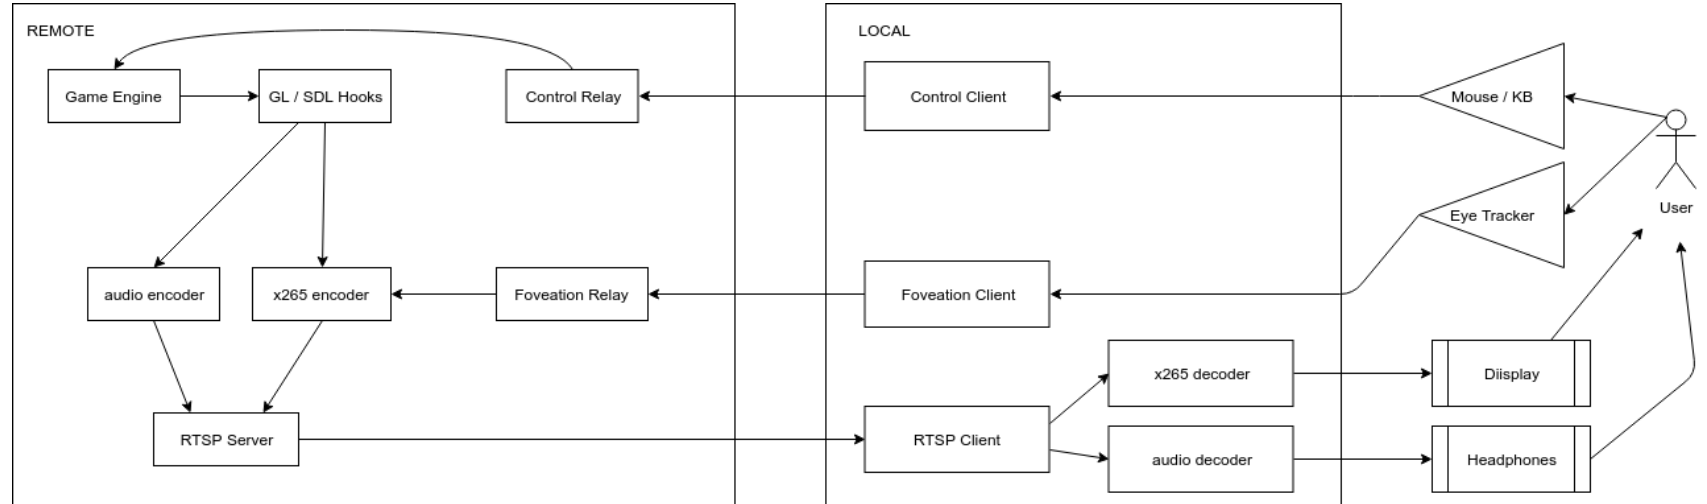 REMOTE
LOCAL
Game Engine
GL / SDL Hooks
Control Relay
Control Client
Mouse / KB
Eye Tracker
User
audio encoder
x265 encoder
Foveation Relay
Foveation Client
x265 decoder
Diisplay
RTSP Server
RTSP Client
audio decoder
Headphones